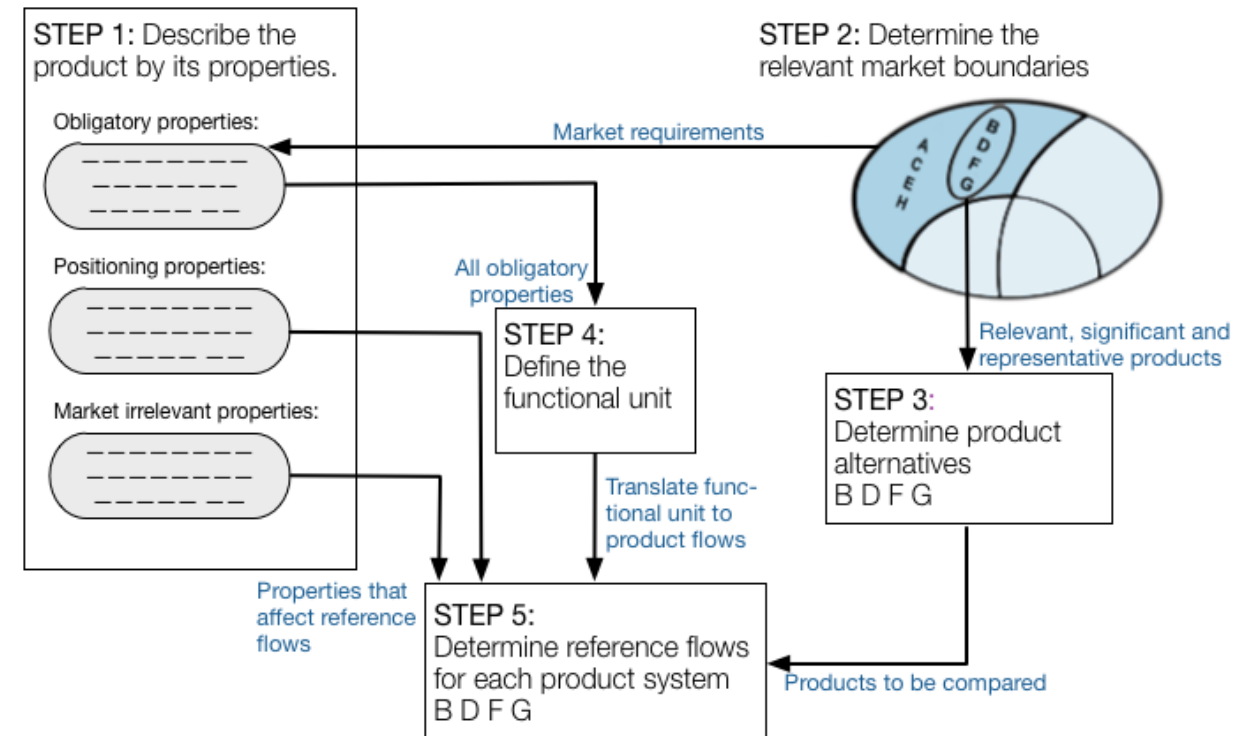 STEP 1: Describe the
product by its properties.
Obligatory properties:
Positioning properties:
Market irrelevant properties:
STEP 2: Determine the
relevant market boundaries
Market requirements
A
C
E
H
B
D
F
G
All obligatory
properties
STEP 4:
Define the
functional unit
Relevant, significant and
representative products
STEP 3:
Determine product
alternatives
B D F G
Translate func-
tional unit to
product flows
Properties that
affect reference
flows
STEP 5:
Determine reference flows
for each product system
B D F G
Products to be compared